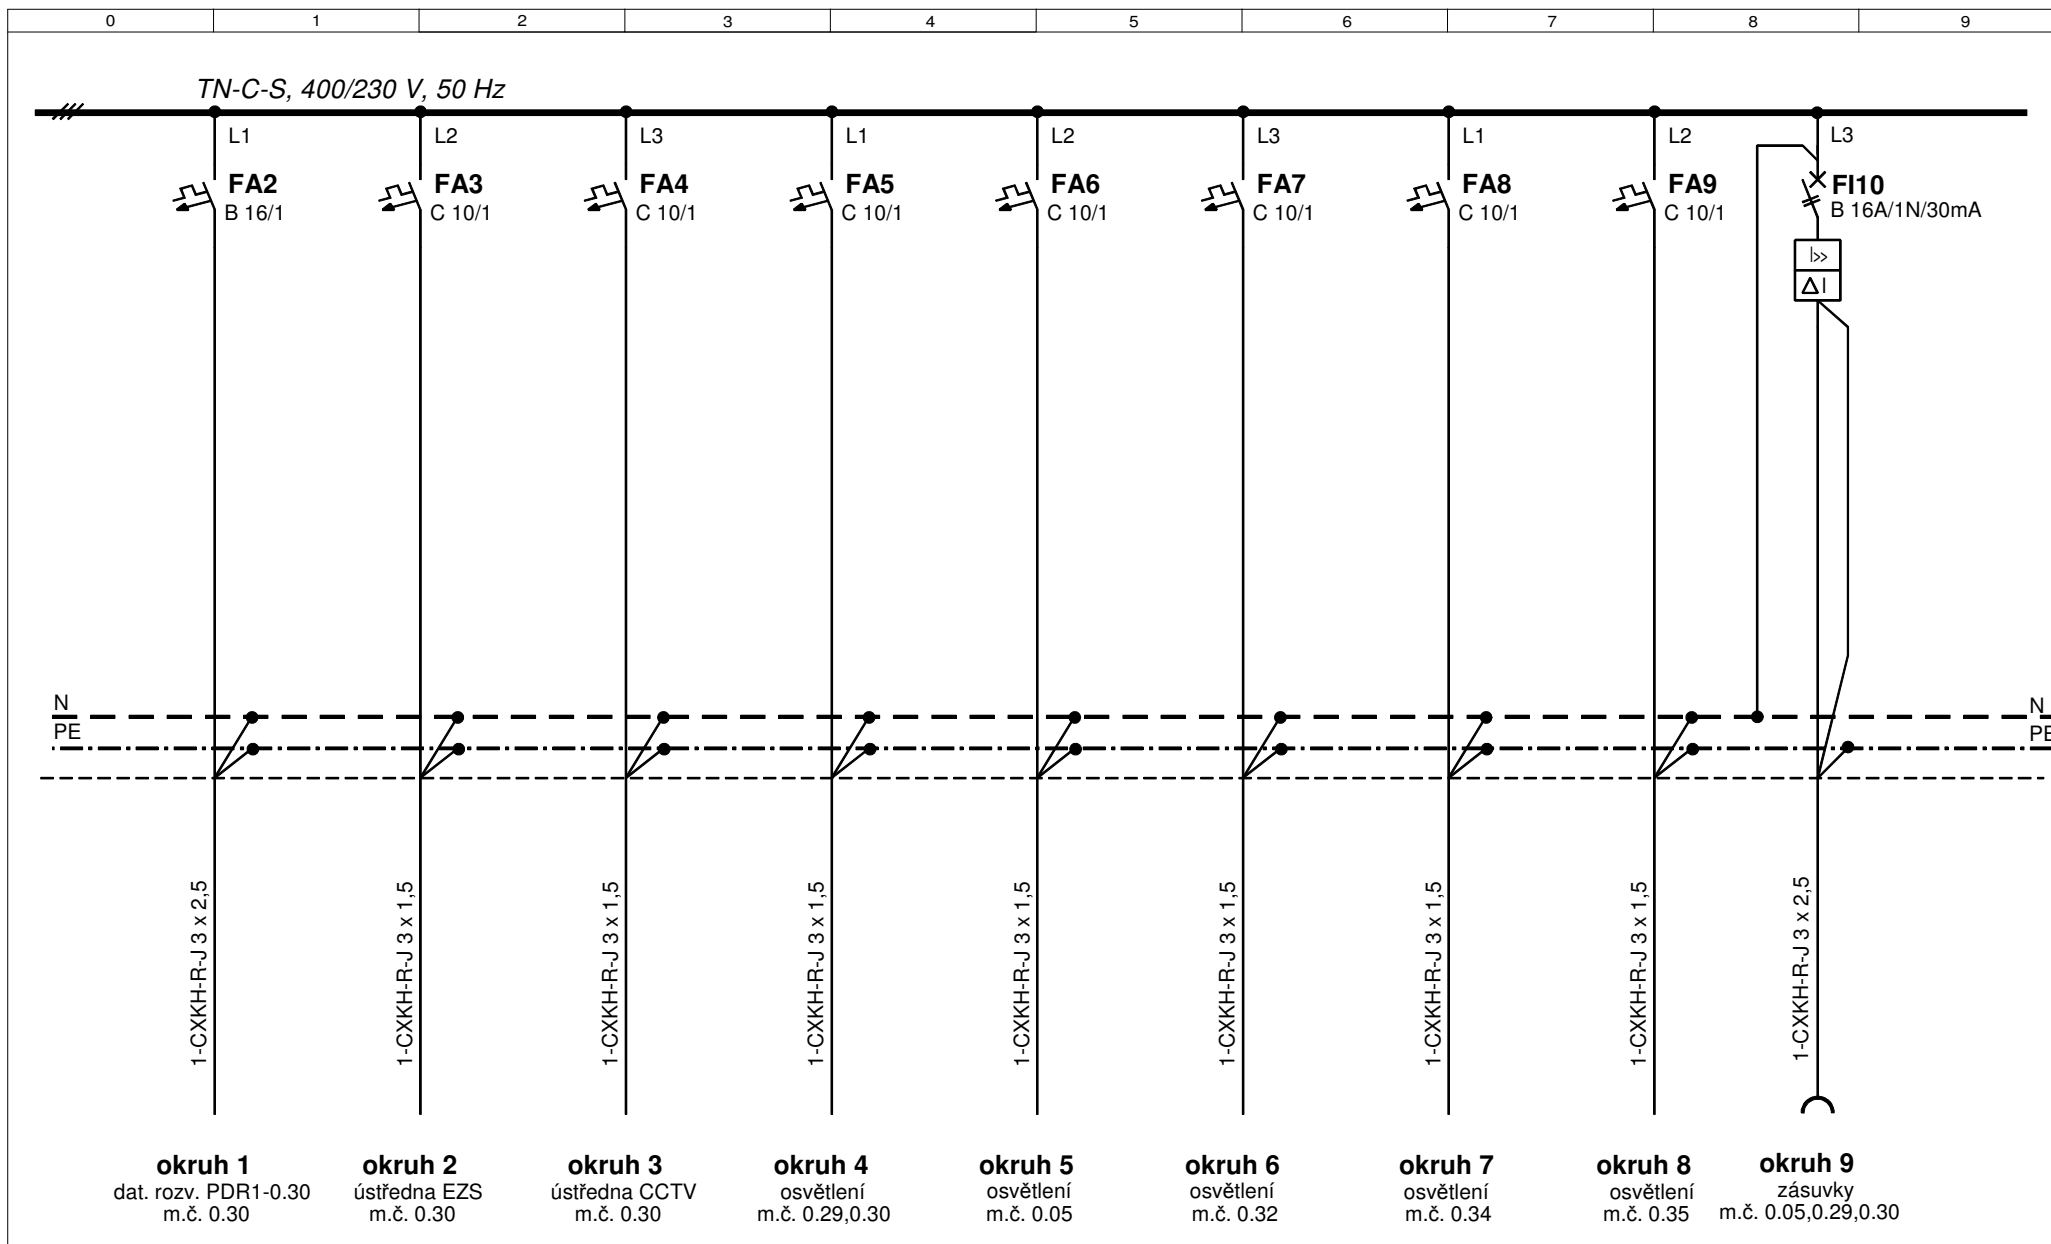 0 1 2 3 4 5 6 7 8 9
TN-C-S, 400/230 V, 50 Hz
L1 L2 L3 L1 L2 L3 L1 L2 L3
FA2 FA3 FA4 FA5 FA6 FA7 FA8 FA9 FI10
B 16/1 C 10/1 C 10/1 C 10/1 C 10/1 C 10/1 C 10/1 C 10/1 B 16A/1N/30mA
I>>
Δ I
N N
PE PE
1-CXKH-R-J 3 x 2,5
1-CXKH-R-J 3 x 1,5
1-CXKH-R-J 3 x 1,5
1-CXKH-R-J 3 x 1,5
1-CXKH-R-J 3 x 1,5
1-CXKH-R-J 3 x 1,5
1-CXKH-R-J 3 x 1,5
1-CXKH-R-J 3 x 1,5
1-CXKH-R-J 3 x 2,5
okruh 1
dat. rozv. PDR1-0.30
m.č. 0.30
okruh 2
ústředna EZS
m.č. 0.30
okruh 3
ústředna CCTV
m.č. 0.30
okruh 4
osvětlení
m.č. 0.29,0.30
okruh 5
osvětlení
m.č. 0.05
okruh 6
osvětlení
m.č. 0.32
okruh 7
osvětlení
m.č. 0.34
okruh 8
osvětlení
m.č. 0.35
okruh 9
zásuvky
m.č. 0.05,0.29,0.30